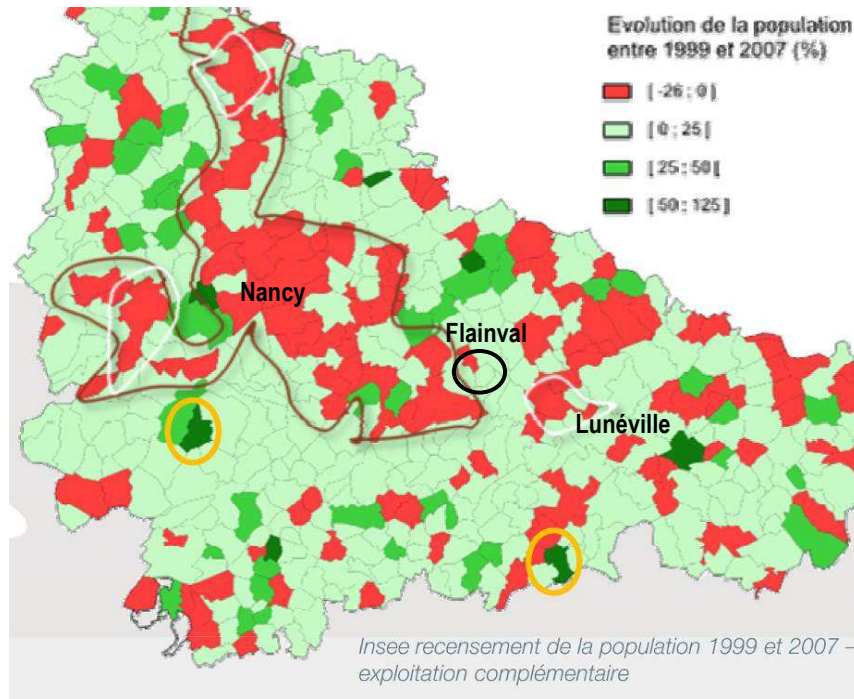 Evolution de la population
entre 1999 et 2007 (%)
[ -26 ; 0 ]
[ 0 ; 25 [
[ 25 ; 50 [
[ 50 ; 125 ]
Nancy
Flainval
Lunéville
Insee recensement de la population 1999 et 2007 –
exploitation complémentaire